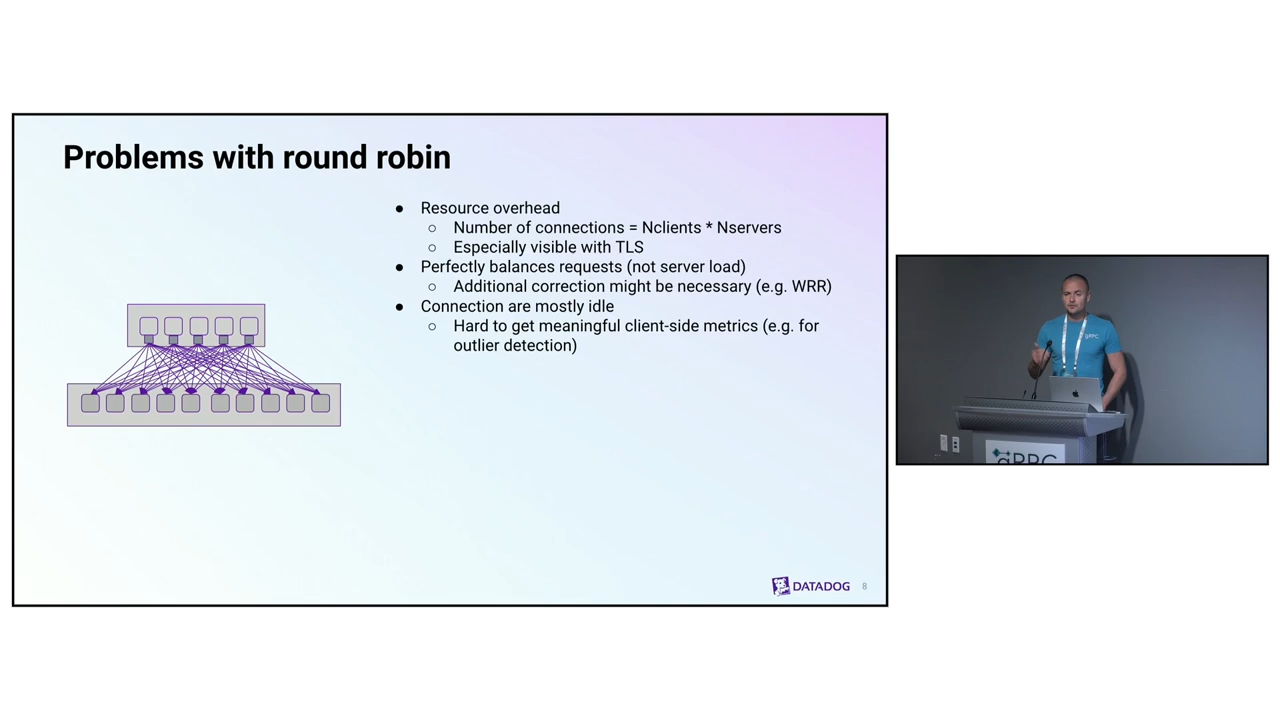 Problems with round robin
● Resource overhead
○ Number of connections = Nclients * Nservers
○ Especially visible with TLS
● Perfectly balances requests (not server load)
○ Additional correction might be necessary (e.g. WRR)
● Connection are mostly idle
○ Hard to get meaningful client-side metrics (e.g. for
outlier detection)
DATADOG 8
gRPC
gRPC